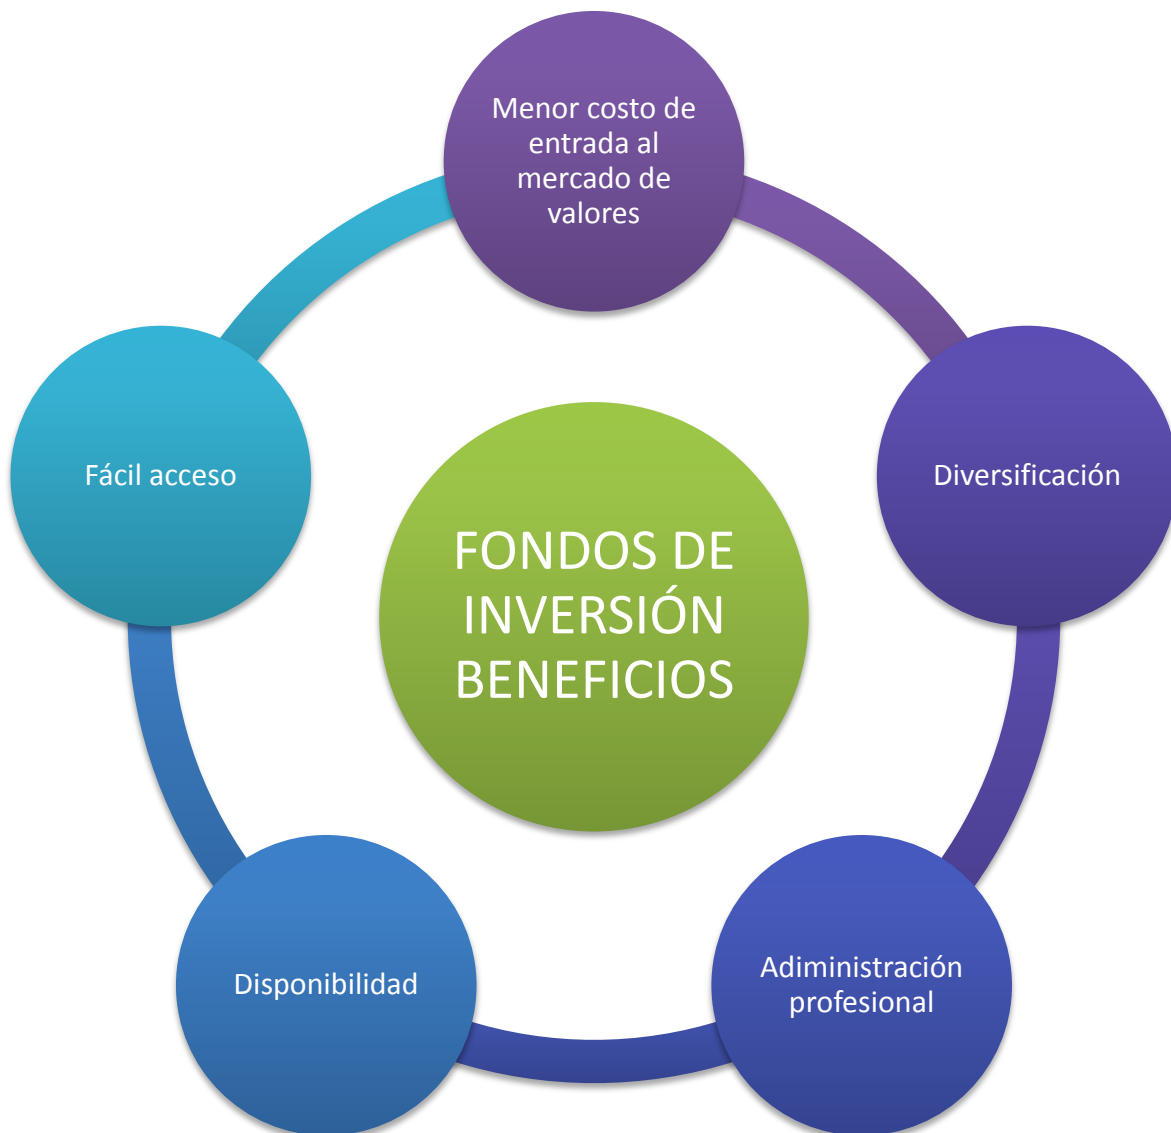 Menor costo de
entrada al
mercado de
valores
Fácil acceso
Diversificación
FONDOS DE
INVERSIÓN
BENEFICIOS
Disponibilidad
Adiministración
profesional